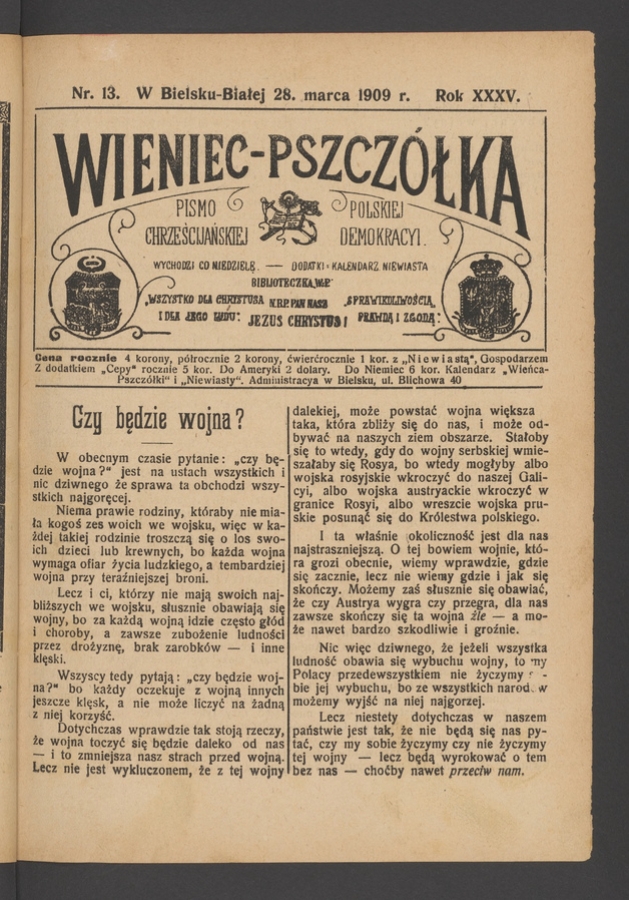 Nr. 13. W Bielsku-Białej 28. marca 1909 r. Rok XXXV.
WIENIEC-PSZCZÓŁKA
PISMO POLSKIEJ
CHRZEŚCIJAŃSKIEJ DEMOKRACYI.
WYCHODZI CO NIEDZIELĘ. — DODATKI: KALENDARZ NIEWIASTA
BIBLIOTECZKA „W.P."
„WSZYSTKO DLA CHRYSTUSA N.B.P. PAN NASZ „SPRAWIEDLIWOŚCIĄ,
I DLA JEGO LUDU". JEZUS CHRYSTUS! PRAWDĄ I ZGODĄ".
Cena rocznie 4 korony, półrocznie 2 korony, ćwierćrocznie 1 kor. z „Niewiastą", Gospodarzem
Z dodatkiem „Cepy" rocznie 5 kor. Do Ameryki 2 dolary. Do Niemiec 6 kor. Kalendarz „Wieńca-
Pszczółki" i „Niewiasty". Administracya w Bielsku, ul. Blichowa 40
Czy będzie wojna?
W obecnym czasie pytanie: „czy bę-
dzie wojna?" jest na ustach wszystkich i
nic dziwnego że sprawa ta obchodzi wszy-
stkich najgoręcej.
Niema prawie rodziny, któraby nie mia-
ła kogoś zes woich we wojsku, więc w ka-
żdej takiej rodzinie troszczą się o los swo-
ich dzieci lub krewnych, bo każda wojna
wymaga ofiar życia ludzkiego, a tembardziej
wojna przy teraźniejszej broni.
Lecz i ci, którzy nie mają swoich naj-
bliższych we wojsku, słusznie obawiają się
wojny, bo za każdą wojną idzie często głód
i choroby, a zawsze zubożenie ludności
przez drożyznę, brak zarobków — i inne
klęski.
Wszyscy tedy pytają: „czy będzie woj-
na?" bo każdy oczekuje z wojną innych
jeszcze klęsk, a nie może liczyć na żadną
z niej korzyść.
Dotychczas wprawdzie tak stoją rzeczy,
że wojna toczyć się będzie daleko od nas
— i to zmniejsza nasz strach przed wojną.
Lecz nie jest wykluczonem, że z tej wojny
dalekiej, może powstać wojna większa
taka, która zbliży się do nas, i może od-
bywać na naszych ziem obszarze. Stałoby
się to wtedy, gdy do wojny serbskiej wmie-
szałaby się Rosya, bo wtedy mogłyby albo
wojska rosyjskie wkroczyć do naszej Gali-
cyi, albo wojska austryackie wkroczyć w
granice Rosyi, albo wreszcie wojska pru-
skie posunąć się do Królestwa polskiego.
I ta właśnie okoliczność jest dla nas
najstraszniejszą. O tej bowiem wojnie, któ-
ra grozi obecnie, wiemy wprawdzie, gdzie
się zacznie, lecz nie wiemy gdzie i jak się
skończy. Możemy zaś słusznie się obawiać,
że czy Austrya wygra czy przegra, dla nas
zawsze skończy się ta wojna źle — a mo-
że nawet bardzo szkodliwie i groźnie.
Nic więc dziwnego, że jeżeli wszystka
ludność obawia się wybuchu wojny, to my
Polacy przedewszystkiem nie życzymy
bie jej wybuchu, bo ze wszystkich narod w
możemy wyjść na niej najgorzej.
Lecz niestety dotychczas w naszem
państwie jest tak, że nie będą się nas py-
tać, czy my sobie życzymy czy nie życzymy
tej wojny — lecz będą wyrokować o tem
bez nas — choćby nawet przeciw nam.